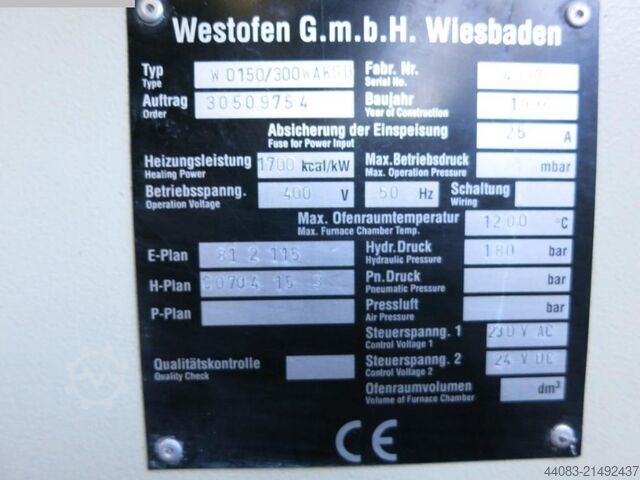 Westofen G.m.b.H. Wiesbaden
Typ
Type
Fabr. Nr.
Serial No.
Auftrag
Order
30509754
Baujahr
Year of Construction
Absicherung der Einspeisung
Fuse for Power Input
25 A
Heizungsleistung
Heating Power
1700 kcal/kW
Max.Betriebsdruck
Max. Operation Pressure
mbar
Betriebsspanng.
Operation Voltage
400 V
50 Hz
Schaltung
Wiring
Max. Ofenraumtemperatur
Max. Furnace Chamber Temp.
1200 °C
E-Plan
81 2 115
Hydr.Druck
Hydraulic Pressure
180 bar
H-Plan
Pn.Druck
Pneumatic Pressure
bar
P-Plan
Pressluft
Air Pressure
bar
Steuerspanng. 1
Control Voltage 1
230 V AC
Qualitätskontrolle
Quality Check
Steuerspanng. 2
Control Voltage 2
24 V DC
Ofenraumvolumen
Volume of Furnace Chamber
dm³
CE
44083-21492437